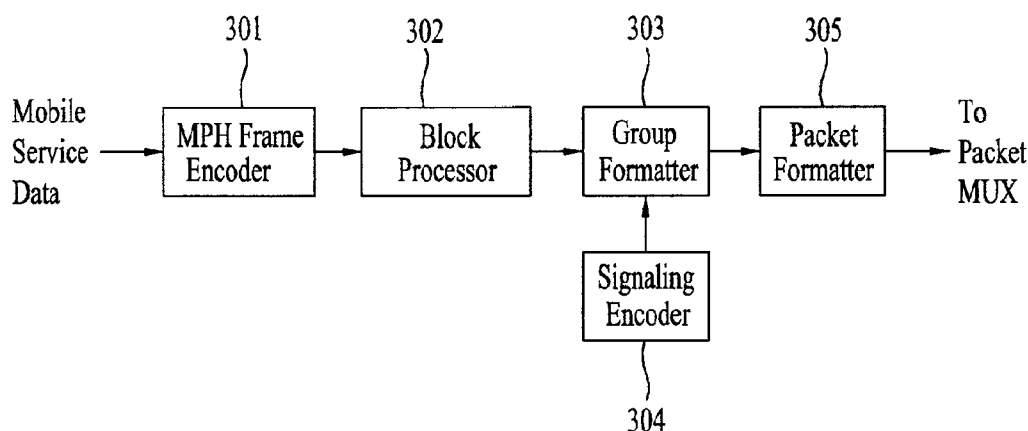 301
302
303
305
Mobile
Service
Data
MPH Frame
Encoder
Block
Processor
Group
Formatter
Packet
Formatter
To
Packet
MUX
Signaling
Encoder
304